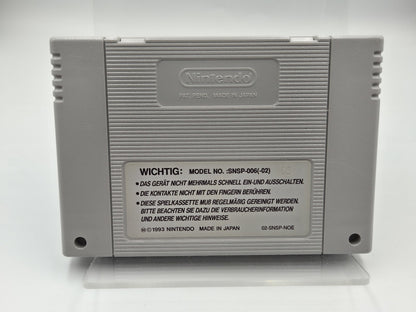 Nintendo
PAT. PEND. MADE IN JAPAN
WICHTIG: MODEL NO. :SNSP-006(-02)
• DAS GERÄT NICHT MEHRMALS SCHNELL EIN-UND AUSSCHALTEN.
• DIE KONTAKTE NICHT MIT DEN FINGERN BERÜHREN.
• DIESE SPIELKASSETTE MUß REGELMÄßIG GEREINIGT WERDEN.
BITTE BEACHTEN SIE DAZU DIE VERBRAUCHERINFORMATION
UND ANDERE WICHTIGE HINWEISE.
©1993 NINTENDO MADE IN JAPAN 02-SNSP-NOE